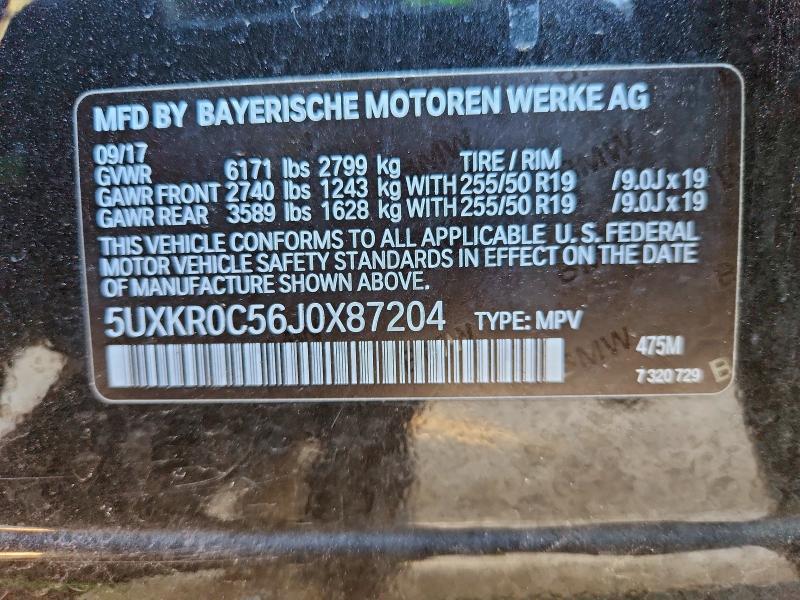 MFD BY BAYERISCHE MOTOREN WERKE AG
09/17
GVWR 6171 lbs 2799 kg TIRE / RIM
GAWR FRONT 2740 lbs 1243 kg WITH 255/50 R19 /9.0J x 19
GAWR REAR 3589 lbs 1628 kg WITH 255/50 R19 /9.0J x 19
THIS VEHICLE CONFORMS TO ALL APPLICABLE U. S. FEDERAL
MOTOR VEHICLE SAFETY STANDARDS IN EFFECT ON THE DATE
OF MANUFACTURE SHOWN ABOVE.
5UXKR0C56J0X87204 TYPE: MPV
475M
7 320 729